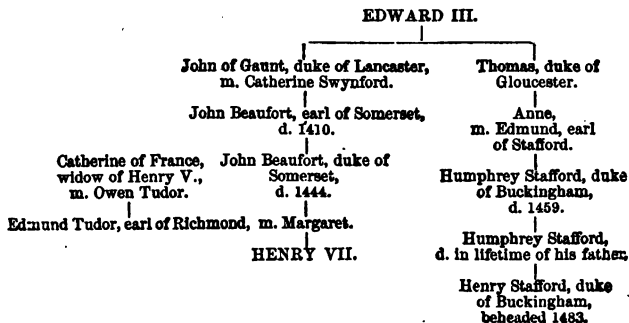 EDWARD III.
John of Gaunt, duke of Lancaster,
m. Catherine Swynford.
Thomas, duke of
Gloucester.
John Beaufort, earl of Somerset,
d. 1410.
Anne,
m. Edmund, earl
of Stafford.
Catherine of France,
widow of Henry V.,
m. Owen Tudor.
John Beaufort, duke of
Somerset,
d. 1444.
Humphrey Stafford, duke
of Buckingham,
d. 1459.
Edmund Tudor, earl of Richmond, m. Margaret.
HENRY VII.
Humphrey Stafford,
d. in lifetime of his father,
Henry Stafford, duke
of Buckingham,
beheaded 1483.